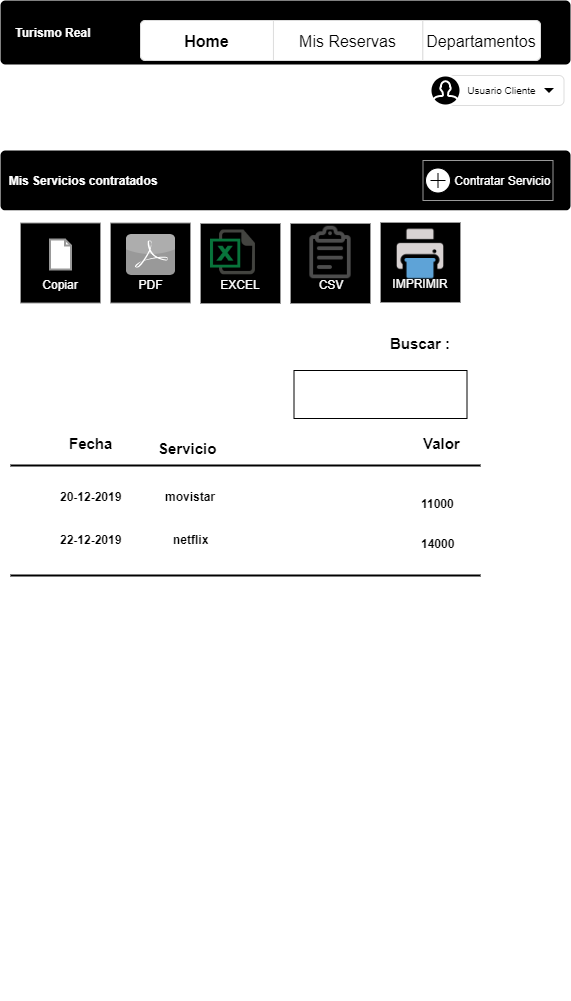 Turismo Real
Home
Mis Reservas
Departamentos
Usuario Cliente
Mis Servicios contratados
Contratar Servicio
Copiar
PDF
EXCEL
CSV
IMPRIMIR
Buscar :
Fecha Servicio Valor
20-12-2019 movistar 11000
22-12-2019 netflix 14000